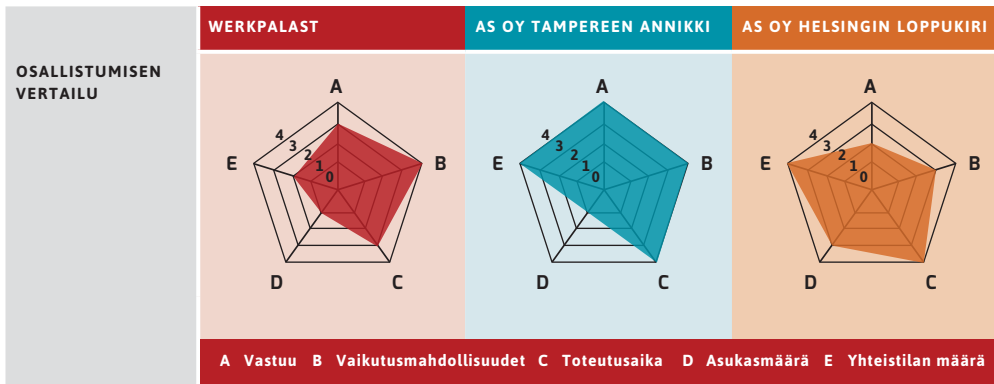 WERKPALAST
AS OY TAMPEREEN ANNIKKI
AS OY HELSINGIN LOPPUKIRI
OSALLISTUMISEN
VERTAILU
A
B
C
D
E
4
3
2
1
0
A
B
C
D
E
4
3
2
1
0
A
B
C
D
E
4
3
2
1
0
A Vastuu B Vaikutusmahdollisuudet C Toteutusaika D Asukasmäärä E Yhteistilan määrä